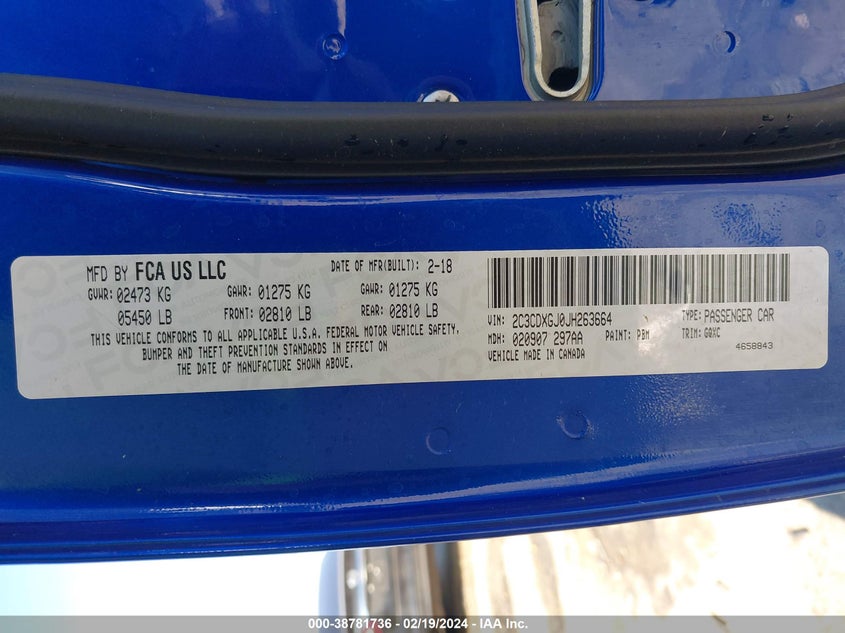 MFD BY FCA US LLC DATE OF MFR(BUILT): 2-18
GVWR: 02473 KG GAWR: 01275 KG GAWR: 01275 KG
05450 LB FRONT: 02810 LB REAR: 02810 LB
THIS VEHICLE CONFORMS TO ALL APPLICABLE U.S.A. FEDERAL MOTOR VEHICLE SAFETY,
BUMPER AND THEFT PREVENTION STANDARDS IN EFFECT ON
THE DATE OF MANUFACTURE SHOWN ABOVE.
VIN: 2C3CDXGJ0JH263664 TYPE: PASSENGER CAR
MDH: 020907 297AA PAINT: PBM TRIM: GQXC
VEHICLE MADE IN CANADA 4658843
000-38781736 - 02/19/2024 - IAA Inc.